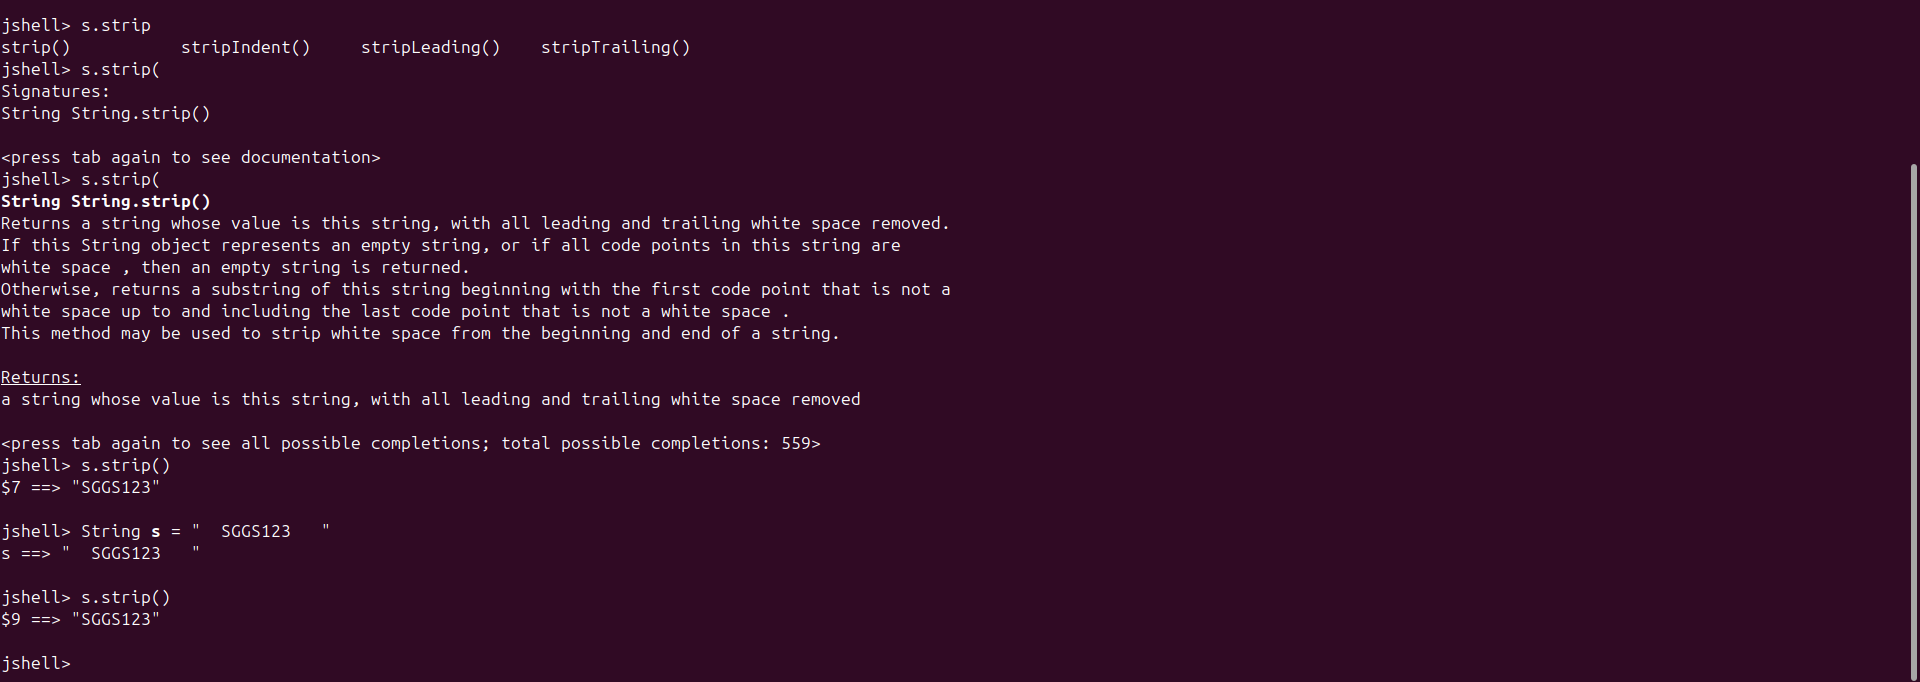 jshell> s.strip
strip()           stripIndent()     stripLeading()    stripTrailing()
jshell> s.strip(
Signatures:
String String.strip()

<press tab again to see documentation>
jshell> s.strip(
String String.strip()
Returns a string whose value is this string, with all leading and trailing white space removed.
If this String object represents an empty string, or if all code points in this string are
white space , then an empty string is returned.
Otherwise, returns a substring of this string beginning with the first code point that is not a
white space up to and including the last code point that is not a white space .
This method may be used to strip white space from the beginning and end of a string.

Returns:
a string whose value is this string, with all leading and trailing white space removed

<press tab again to see all possible completions; total possible completions: 559>
jshell> s.strip()
$7 ==> "SGGS123"

jshell> String s = "  SGGS123   "
s ==> "  SGGS123   "

jshell> s.strip()
$9 ==> "SGGS123"

jshell>